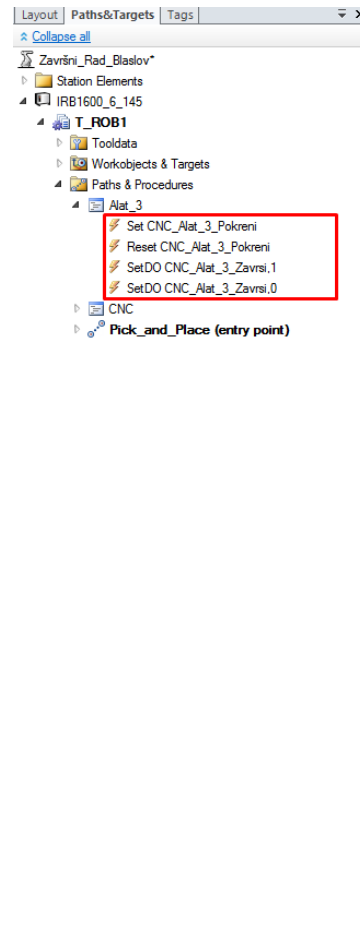 Layout Paths&Targets Tags
Collapse all
Završni_Rad_Blaslov*
Station Elements
IRB1600_6_145
T_ROB1
Tooldata
Workobjects & Targets
Paths & Procedures
Alat_3
Set CNC_Alat_3_Pokreni
Reset CNC_Alat_3_Pokreni
SetDO CNC_Alat_3_Zavrsi,1
SetDO CNC_Alat_3_Zavrsi,0
CNC
Pick_and_Place (entry point)